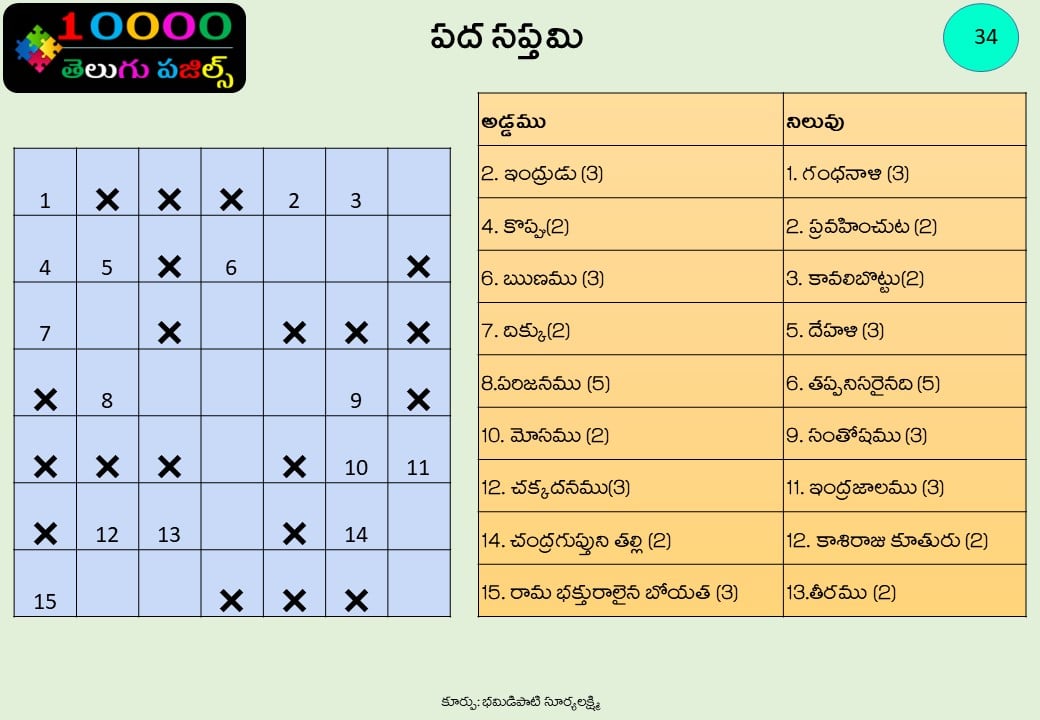 10000
తెలుగు పజిల్స్
పద సప్తమి
34
1 × × × 2 3
4 5 × 6 ×
7 × × × ×
× 8 9 ×
× × × × 10 11
× 12 13 × 14
15 × × ×
అడ్డము నిలువు
2. ఇంద్రుడు (3) 1. గంధనాళి (3)
4. కొప్పు(2) 2. ప్రవహించుట (2)
6. ఋణము (3) 3. కావలిబొట్టు(2)
7. దిక్కు(2) 5. దేహళి (3)
8.పరిజనము (5) 6. తప్పనిసరైనది (5)
10. మోసము (2) 9. సంతోషము (3)
12. చక్కదనము(3) 11. ఇంద్రజాలము (3)
14. చంద్రగుప్తుని తల్లి (2) 12. కాశిరాజు కూతురు (2)
15. రామ భక్తురాలైన బోయత (3) 13.తీరము (2)
కూర్పు: భమిడిపాటి సూర్యలక్ష్మి